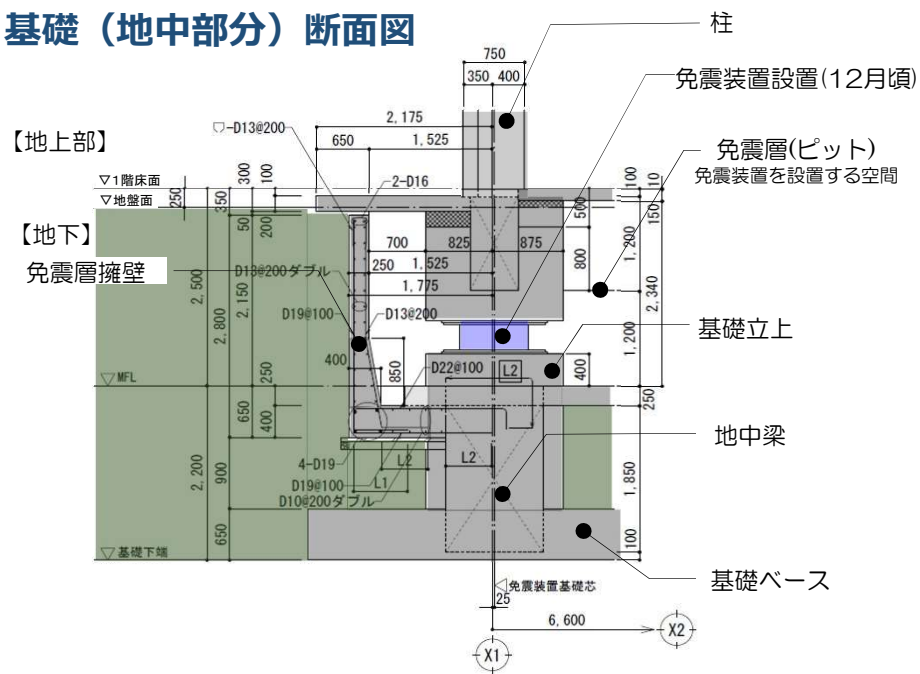 基礎（地中部分）断面図
柱
750
350 400
免震装置設置(12月頃)
2,175
650 1,525
⌴-D13@200
【地上部】
免震層(ピット)
免震装置を設置する空間
2-D16
▽1階床面
▽地盤面
250
350
300
100
50
200
100
10
150
500
1,200
800
2,340
【地下】
免震層擁壁
700 825 875
D13@200ダブル
250 1,525
1,775
2,500
2,800
2,150
D19@100
D13@200
1,200
基礎立上
400
850
D22@100
L2
400
▽MFL
250
250
650
400
地中梁
4-D19
L2
L2
D19@100
L1
D10@200ダブル
2,200
900
650
1,850
100
▽基礎下端
基礎ベース
◁免震装置基礎芯
25
6,600
X1
X2